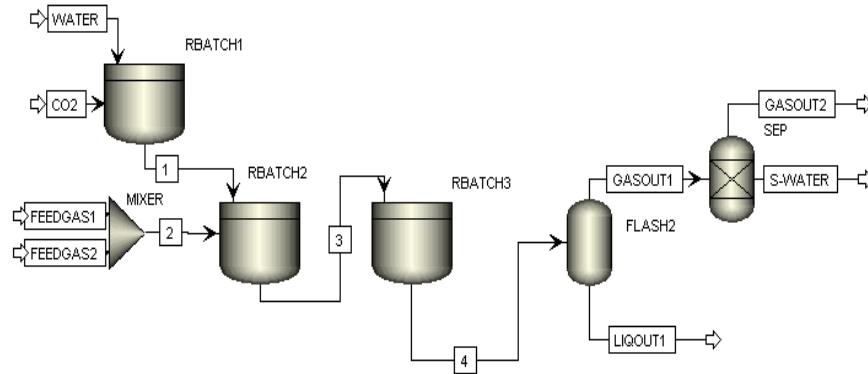 WATER
RBATCH1
CO2
1
RBATCH2
MIXER
FEEDGAS1
FEEDGAS2
2
3
RBATCH3
4
GASOUT1
FLASH2
LIQOUT1
GASOUT2
SEP
S-WATER